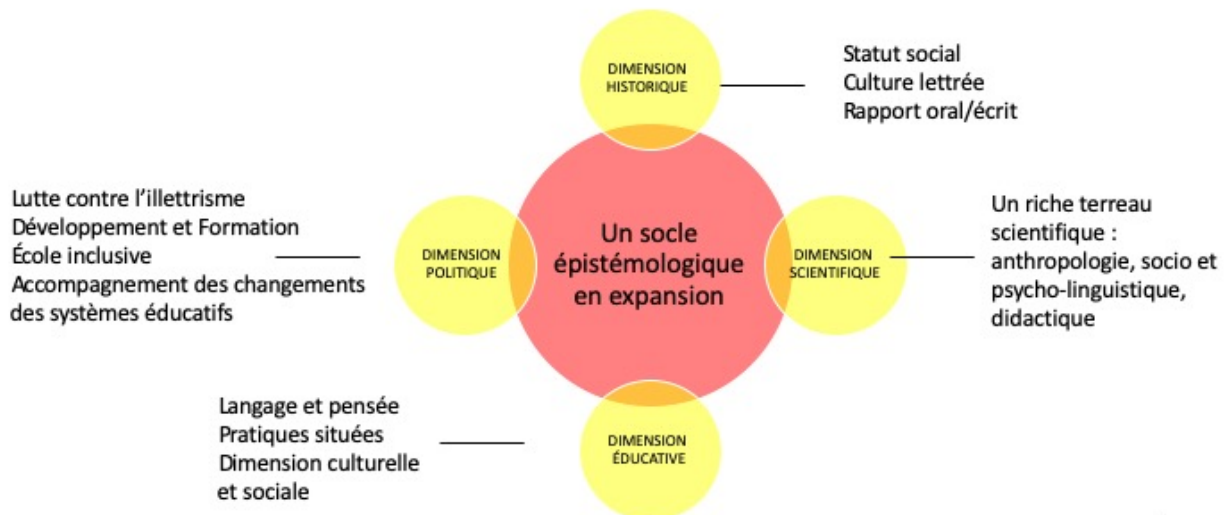 DIMENSION
HISTORIQUE
Statut social
Culture lettrée
Rapport oral/écrit
Lutte contre l'illettrisme
Développement et Formation
École inclusive
Accompagnement des changements
des systèmes éducatifs
DIMENSION
POLITIQUE
Un socle
épistémologique
en expansion
DIMENSION
SCIENTIFIQUE
Un riche terreau
scientifique :
anthropologie, socio et
psycho-linguistique,
didactique
Langage et pensée
Pratiques situées
Dimension culturelle
et sociale
DIMENSION
ÉDUCATIVE